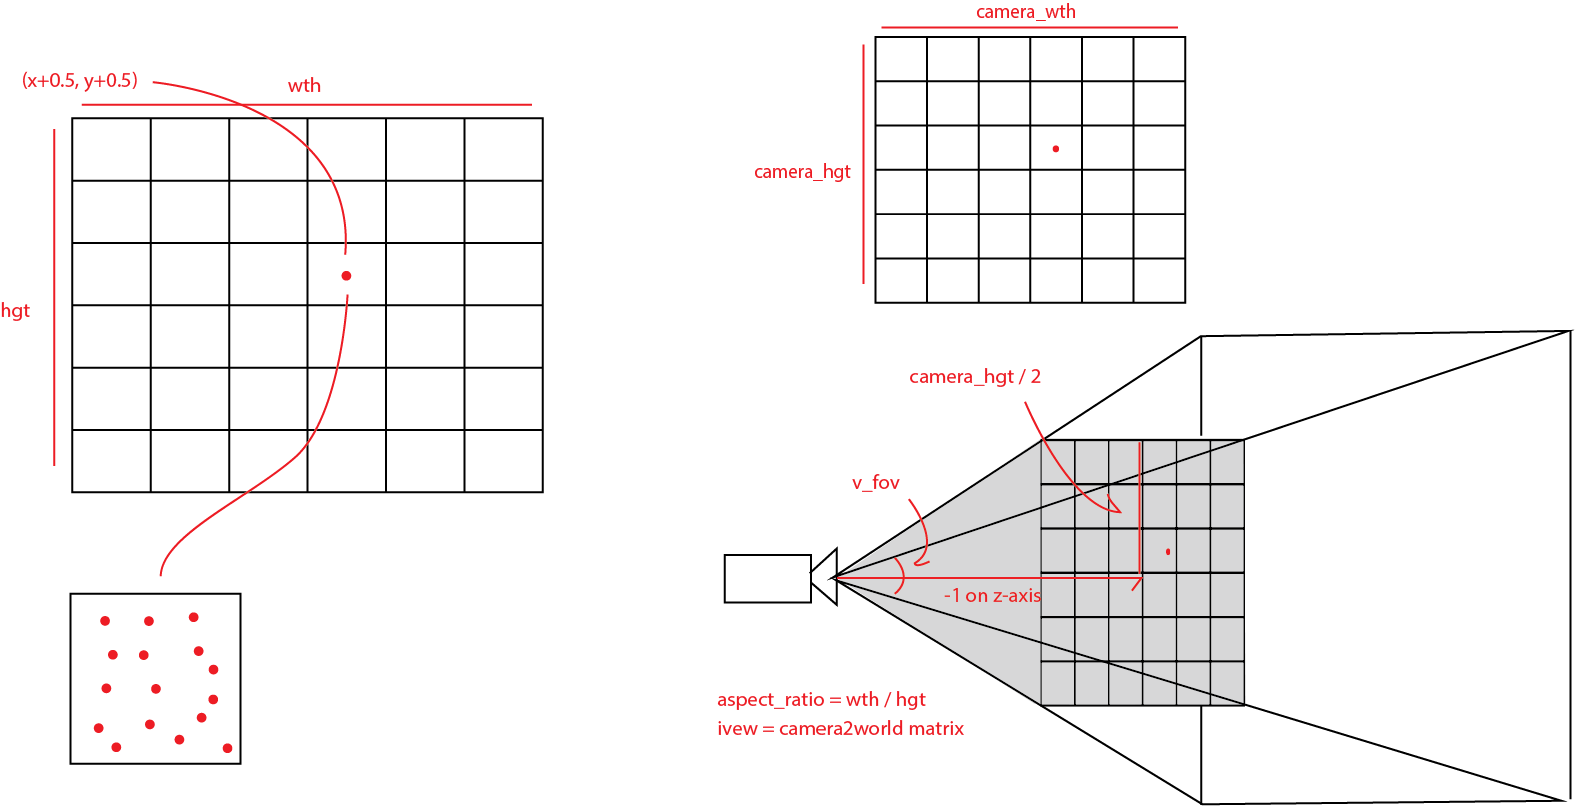 camera_wth
(x+0.5, y+0.5)
wth
camera_hgt
hgt
camera_hgt / 2
v_fov
-1 on z-axis
aspect_ratio = wth / hgt
ivew = camera2world matrix